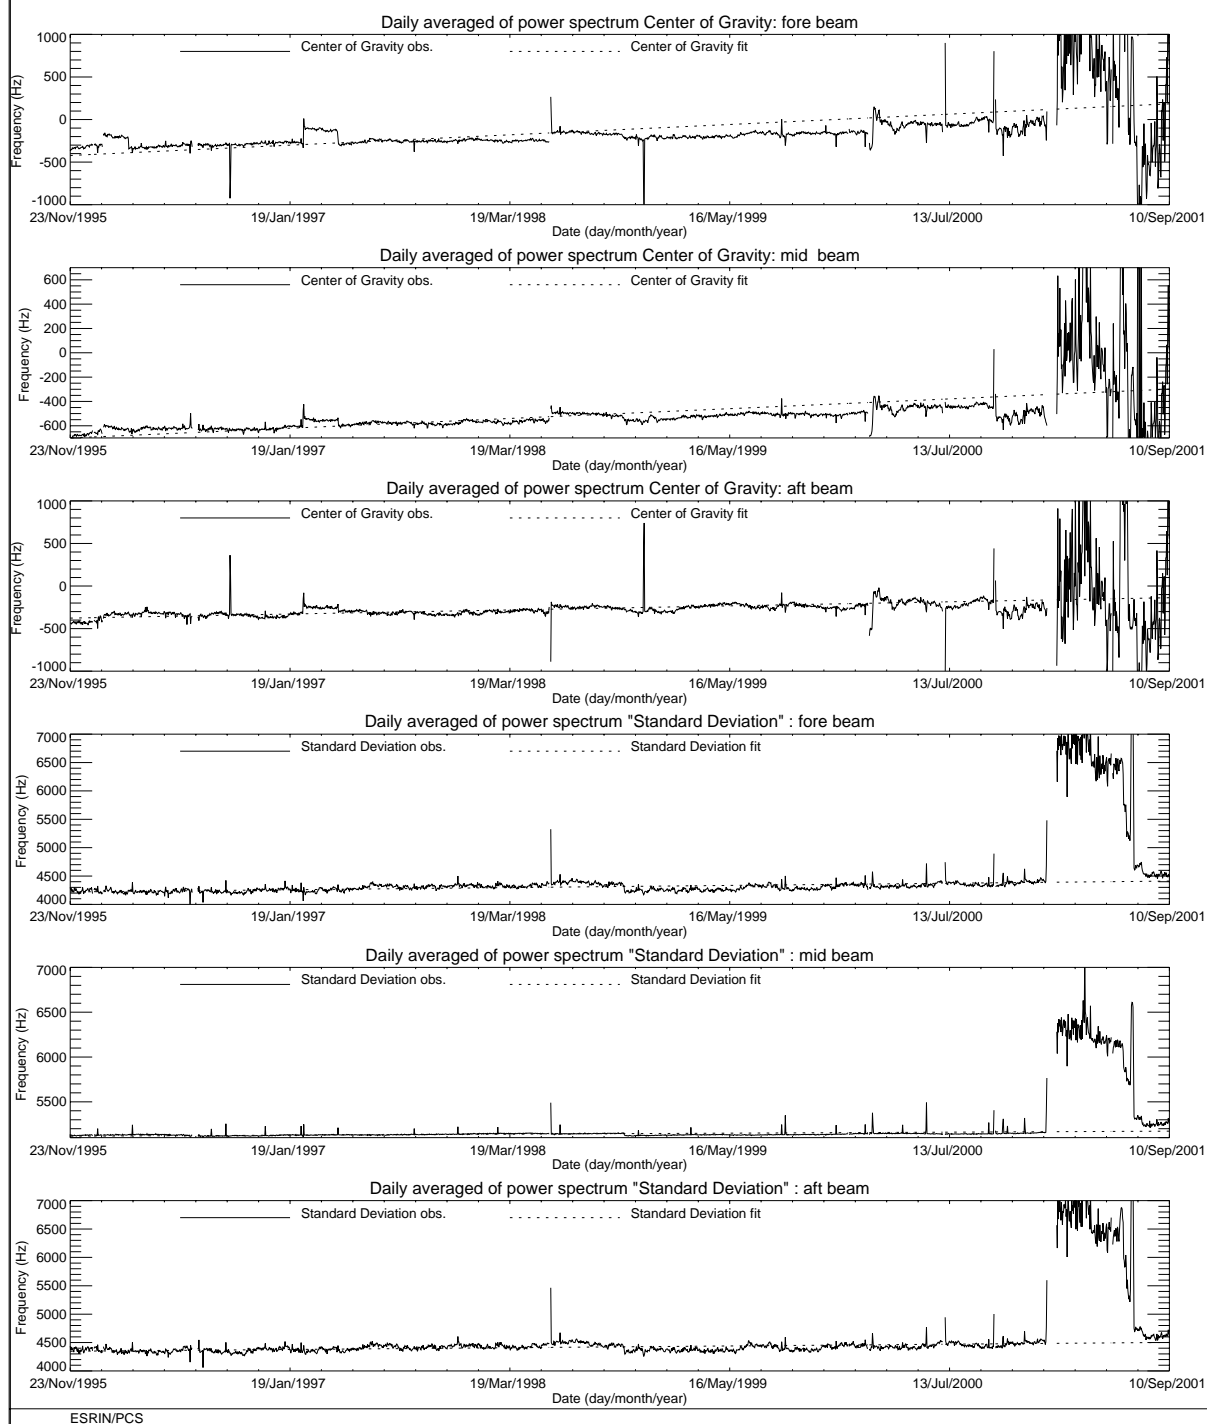 Daily averaged of power spectrum Center of Gravity: fore beam
Center of Gravity obs.
Center of Gravity fit
Frequency (Hz)
1000
500
0
-500
-1000
23/Nov/1995
19/Jan/1997
19/Mar/1998
16/May/1999
13/Jul/2000
10/Sep/2001
Date (day/month/year)
Daily averaged of power spectrum Center of Gravity: mid beam
Center of Gravity obs.
Center of Gravity fit
Frequency (Hz)
600
400
200
0
-200
-400
-600
23/Nov/1995
19/Jan/1997
19/Mar/1998
16/May/1999
13/Jul/2000
10/Sep/2001
Date (day/month/year)
Daily averaged of power spectrum Center of Gravity: aft beam
Center of Gravity obs.
Center of Gravity fit
Frequency (Hz)
1000
500
0
-500
-1000
23/Nov/1995
19/Jan/1997
19/Mar/1998
16/May/1999
13/Jul/2000
10/Sep/2001
Date (day/month/year)
Daily averaged of power spectrum "Standard Deviation" : fore beam
Standard Deviation obs.
Standard Deviation fit
Frequency (Hz)
7000
6500
5500
5000
4500
4000
23/Nov/1995
19/Jan/1997
19/Mar/1998
16/May/1999
13/Jul/2000
10/Sep/2001
Date (day/month/year)
Daily averaged of power spectrum "Standard Deviation" : mid beam
Standard Deviation obs.
Standard Deviation fit
Frequency (Hz)
7000
6500
6000
5500
23/Nov/1995
19/Jan/1997
19/Mar/1998
16/May/1999
13/Jul/2000
10/Sep/2001
Date (day/month/year)
Daily averaged of power spectrum "Standard Deviation" : aft beam
Standard Deviation obs.
Standard Deviation fit
Frequency (Hz)
7000
6500
6000
5500
5000
4500
4000
23/Nov/1995
19/Jan/1997
19/Mar/1998
16/May/1999
13/Jul/2000
10/Sep/2001
Date (day/month/year)
ESRIN/PCS